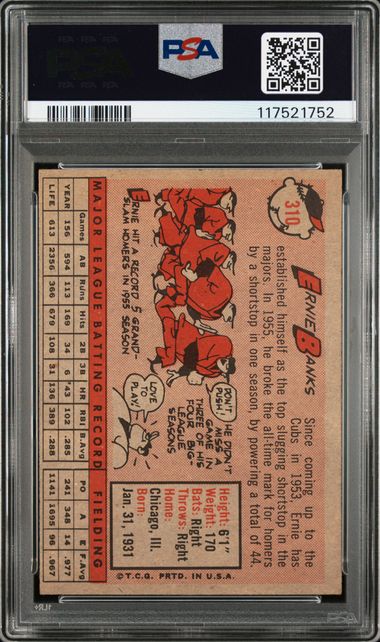 PSA
117521752
310
ERNIE BANKS
Since coming up to the
Cubs in 1953 Ernie has
established himself as the top slugging shortstop in the
majors. In 1955, he broke the all-time mark for homers
by a shortstop in one season, by powering a total of 44.
ERNIE HIT A RECORD 5 GRAND-
SLAM HOMERS IN 1955 SEASON
DON'T PUSH!
HE DIDN'T
MISS A
GAME IN
THREE OF HIS
FOUR BIG
LEAGUE
SEASONS
LOVE
TO
PLAY!
Height: 6'1"
Weight: 170
Bats: Right
Throws: Right
Home:
Chicago, Ill.
Born:
Jan. 31, 1931
MAJOR LEAGUE BATTING RECORD FIELDING
Games AB Runs Hits 2B 3B HR RBI B.Avg PO A E F.Avg
YEAR 156 594 113 169 34 6 *43 102 .285 241 348 14 .977
LIFE 613 2356 366 679 108 31 136 389 .288 1141 1695 96 .967
© T.C.G. PRTD. IN U.S.A.